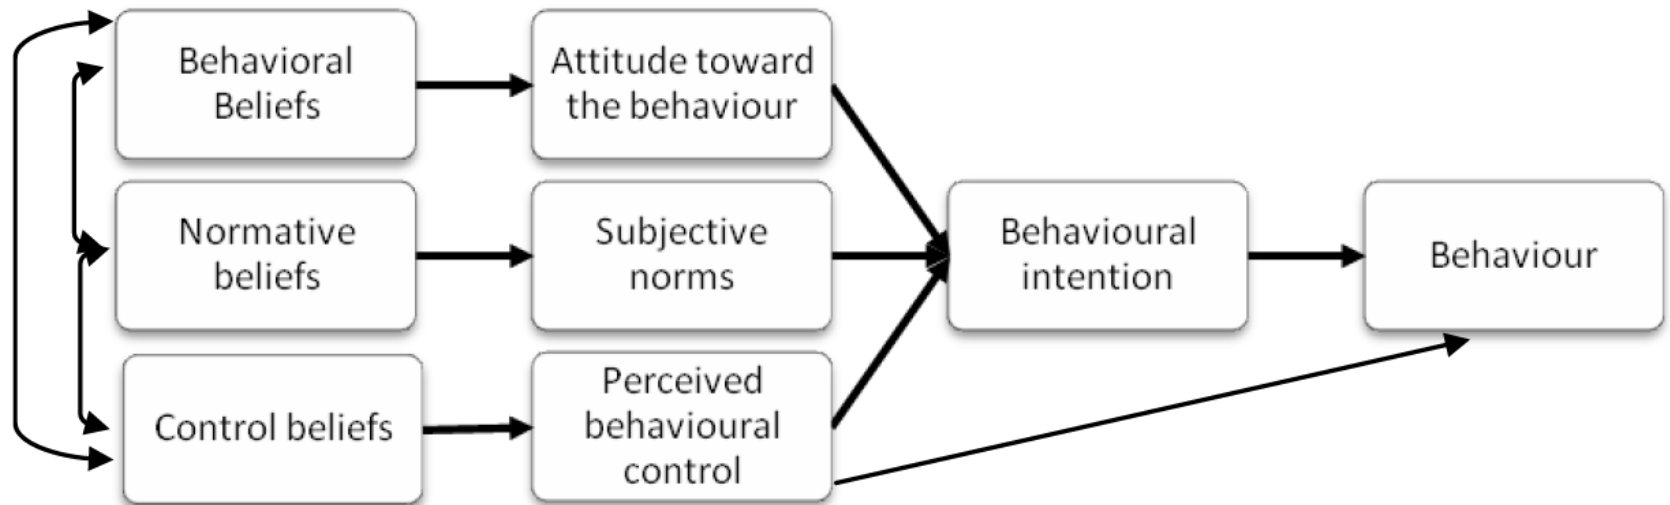 Behavioral
Beliefs
Attitude toward
the behaviour
Normative
beliefs
Subjective
norms
Behavioural
intention
Behaviour
Control beliefs
Perceived
behavioural
control